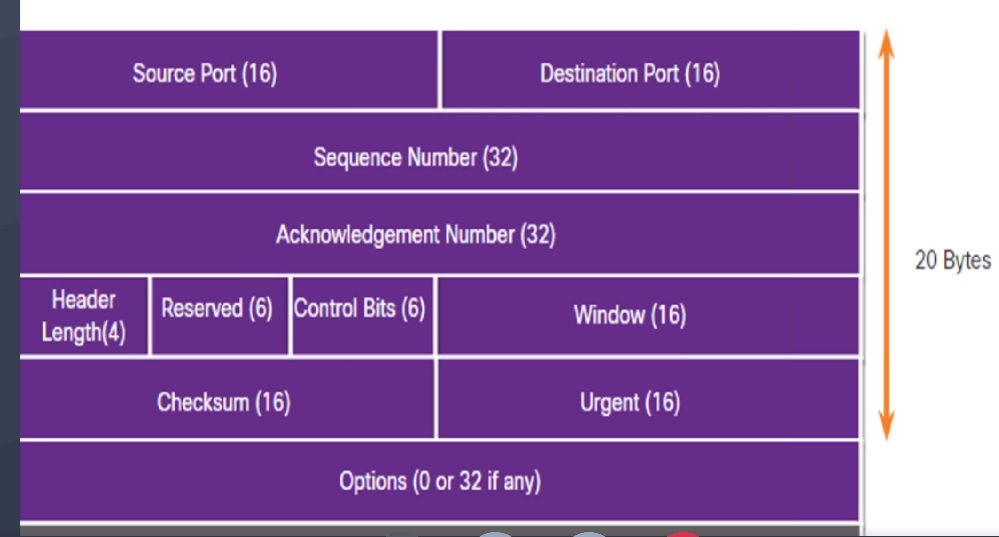 Source Port (16)
Destination Port (16)
Sequence Number (32)
Acknowledgement Number (32)
20 Bytes
Header
Length(4)
Reserved (6)
Control Bits (6)
Window (16)
Checksum (16)
Urgent (16)
Options (0 or 32 if any)